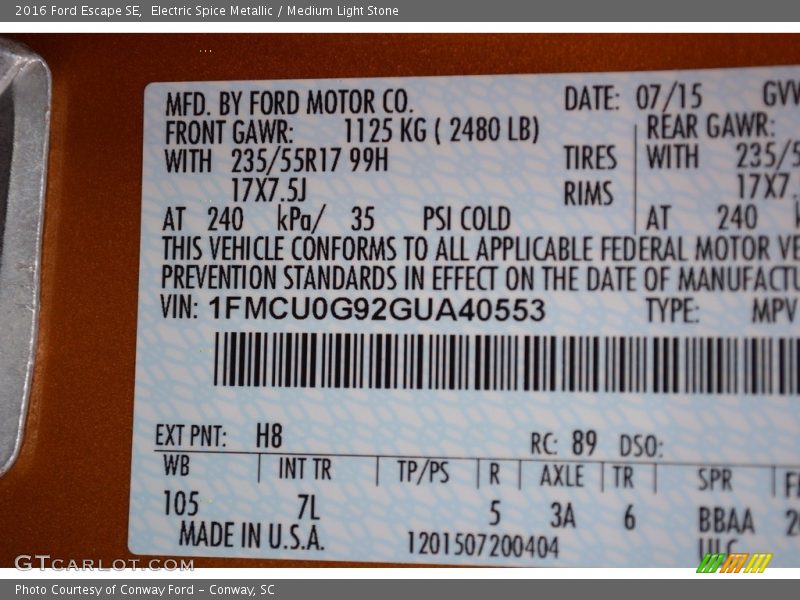 2016 Ford Escape SE,  Electric Spice Metallic / Medium Light Stone
MFD. BY FORD MOTOR CO. DATE: 07/15
FRONT GAWR: 1125 KG ( 2480 LB) REAR GAWR:
WITH 235/55R17 99H TIRES WITH 235/5
17X7.5J RIMS 17X7.
AT 240 kPa/ 35 PSI COLD AT 240
THIS VEHICLE CONFORMS TO ALL APPLICABLE FEDERAL MOTOR VE
PREVENTION STANDARDS IN EFFECT ON THE DATE OF MANUFACTU
VIN: 1FMCU0G92GUA40553 TYPE: MPV
EXT PNT: H8 RC: 89 DSO:
WB INT TR TP/PS R AXLE TR SPR
105 7L 5 3A 6 BBAA
MADE IN U.S.A. 1201507200404
GTCARLOT.COM
Photo Courtesy of Conway Ford – Conway, SC